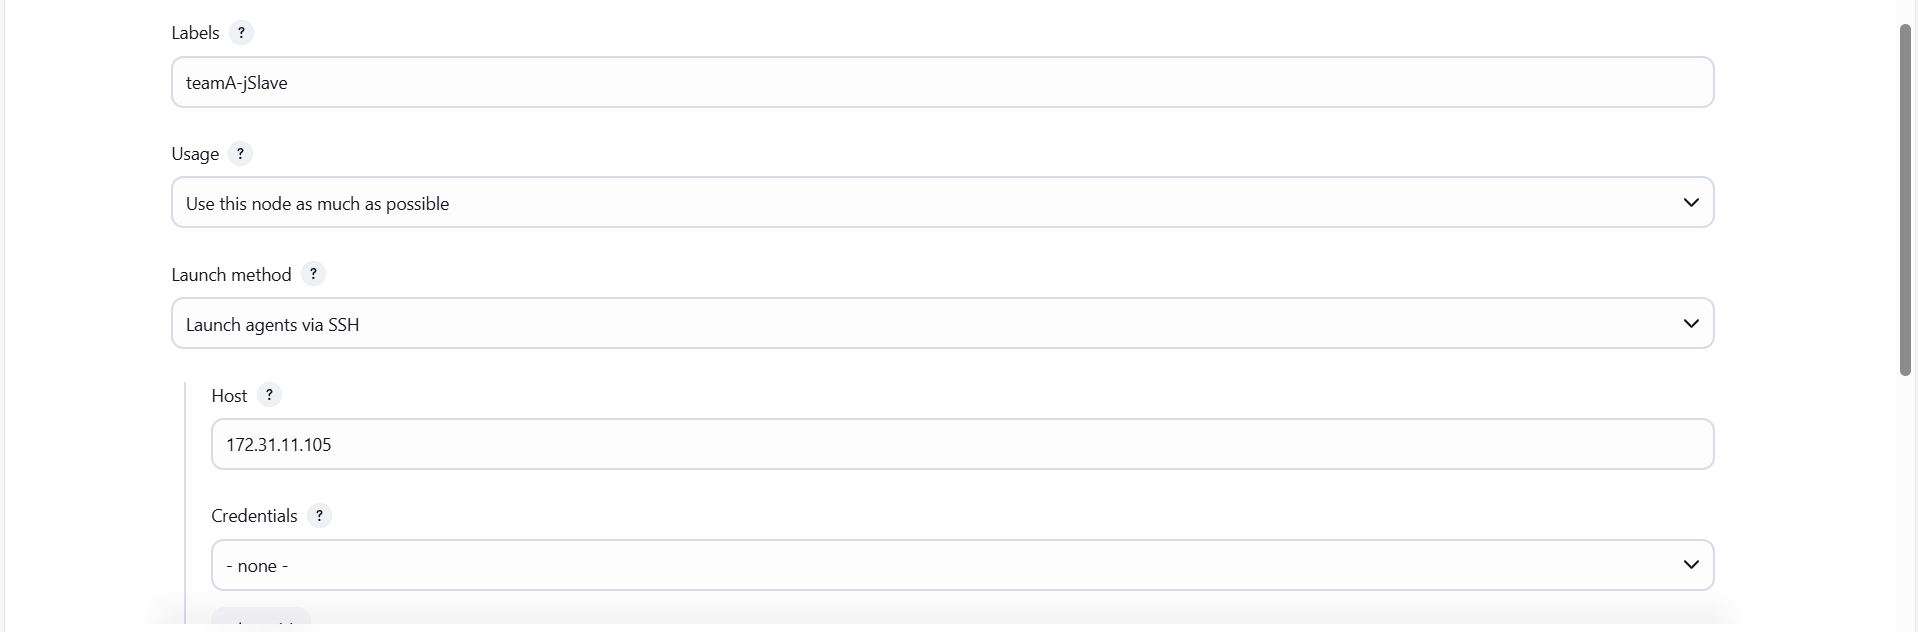 Labels ?
teamA-jSlave
Usage ?
Use this node as much as possible
Launch method ?
Launch agents via SSH
Host ?
172.31.11.105
Credentials ?
- none -